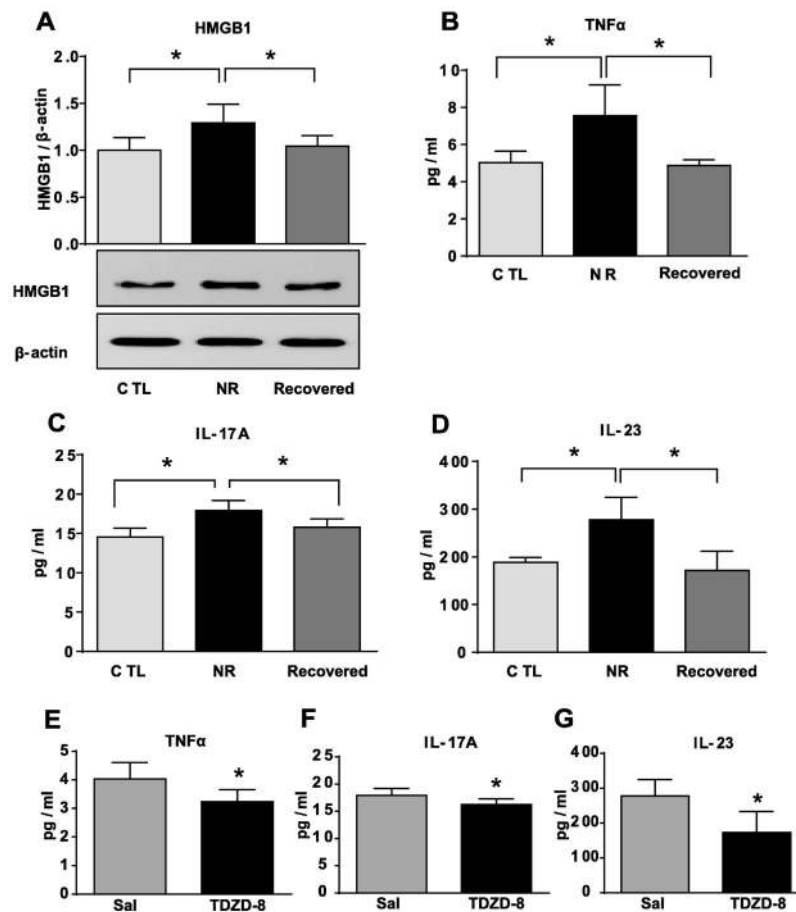 A
HMGB1
*
*
HMGB1 / β-actin
2.0
1.5
1.0
0.5
0.0
HMGB1
β-actin
C TL
NR
Recovered
B
TNFα
*
*
pg / ml
10
8
6
4
2
0
C TL
N R
Recovered
C
IL-17A
*
*
pg / ml
25
20
15
10
5
0
C TL
NR
Recovered
D
IL-23
*
*
pg / ml
400
300
200
100
0
C TL
NR
Recovered
E
TNFα
*
pg / ml
5
4
3
2
1
0
Sal
TDZD-8
F
IL-17A
*
pg / ml
25
20
15
10
5
0
Sal
TDZD-8
G
IL-23
*
pg / ml
400
300
200
100
0
Sal
TDZD-8